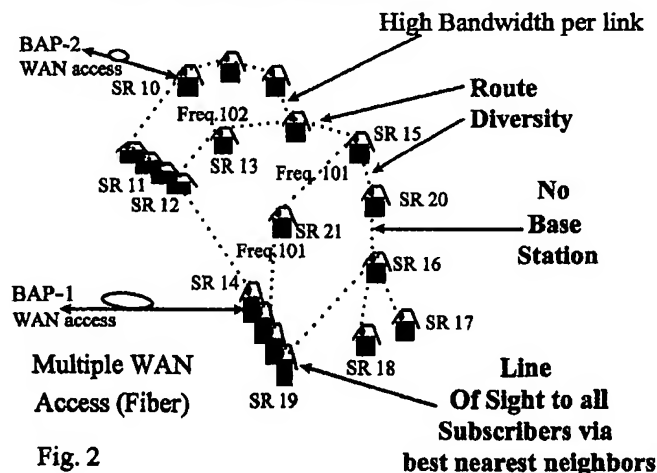 High Bandwidth per link
BAP-2
WAN access
SR 10
Route
Diversity
Freq.102
SR 15
SR 13
SR 11
Freq. 101
SR 12
SR 20
No
Base
Station
SR 21
Freq.101
SR 16
SR 14
BAP-1
WAN access
SR 17
SR 18
Multiple WAN
Access (Fiber)
SR 19
Line
Of Sight to all
Subscribers via
best nearest neighbors
Fig. 2